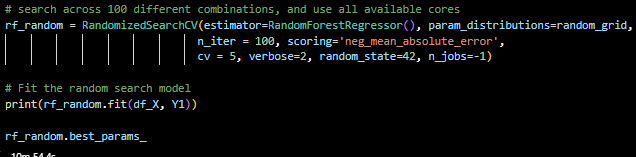 # search across 100 different combinations, and use all available cores
rf_random = RandomizedSearchCV(estimator=RandomForestRegressor(), param_distributions=random_grid,
n_iter = 100, scoring='neg_mean_absolute_error',
cv = 5, verbose=2, random_state=42, n_jobs=-1)
# Fit the random search model
print(rf_random.fit(df_X, Y1))
rf_random.best_params_
10m 54.4s